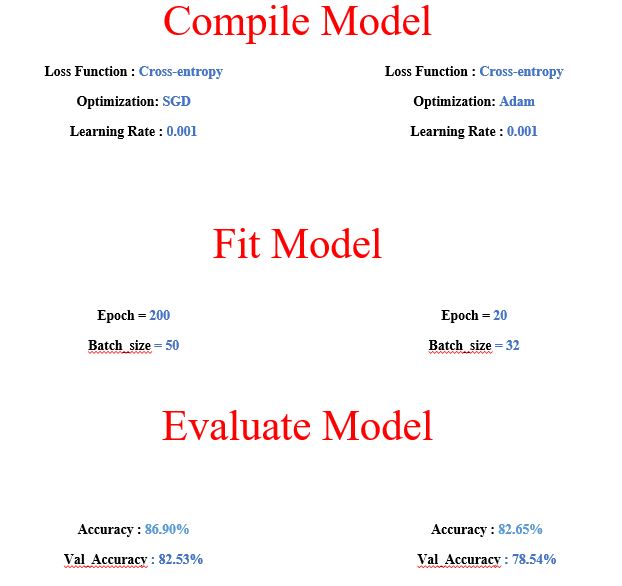 Compile Model
Loss Function : Cross-entropy
Loss Function : Cross-entropy
Optimization: SGD
Optimization: Adam
Learning Rate : 0.001
Learning Rate : 0.001
Fit Model
Epoch = 200
Epoch = 20
Batch_size = 50
Batch_size = 32
Evaluate Model
Accuracy : 86.90%
Accuracy : 82.65%
Val_Accuracy : 82.53%
Val_Accuracy : 78.54%